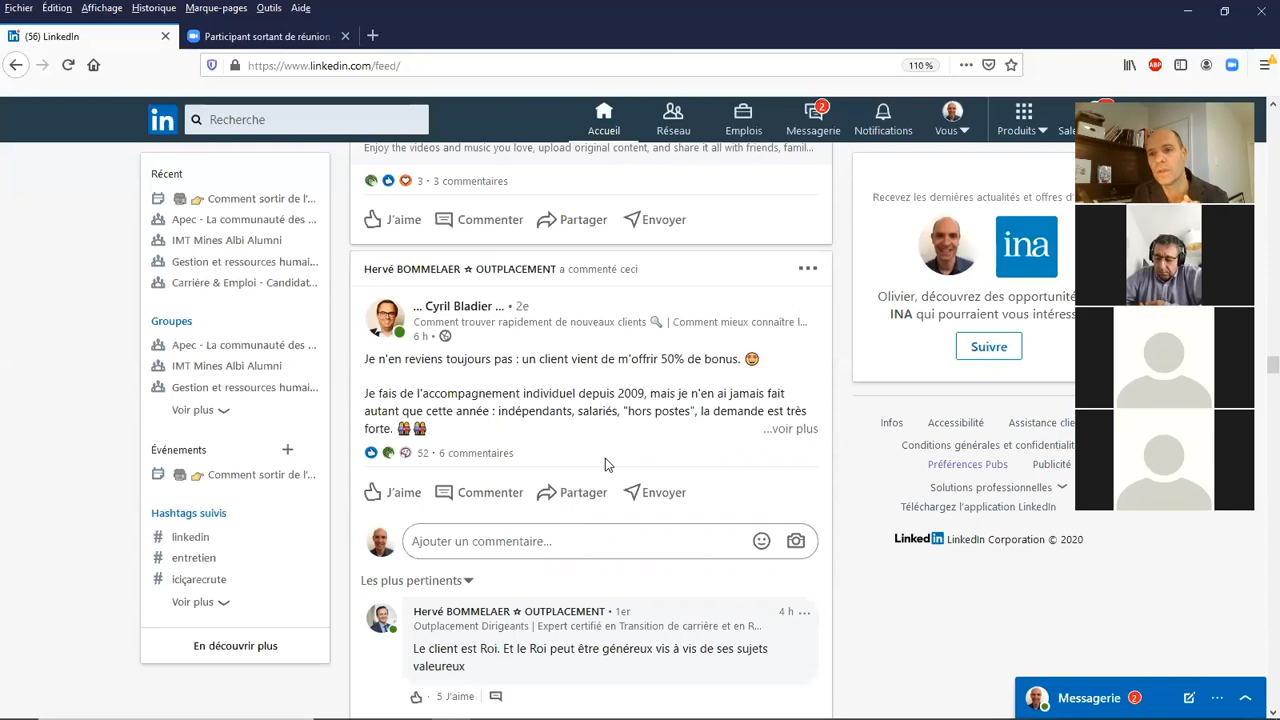 Fichier Édition Affichage Historique Marque-pages Outils Aide
(56) LinkedIn
Participant sortant de réunion
https://www.linkedin.com/feed/
110 %
ABP
in
Recherche
Accueil
Réseau
Emplois
2
Messagerie
Notifications
Vous
Produits
Récent
Comment sortir de l'...
Apec - La communauté des ...
IMT Mines Albi Alumni
Gestion et ressources humai...
Carrière & Emploi - Candidat...
Groupes
Apec - La communauté des ...
IMT Mines Albi Alumni
Gestion et ressources humai...
Voir plus
Événements
Comment sortir de l'...
Hashtags suivis
# linkedin
# entretien
# iciçarecrute
Voir plus
En découvrir plus
Enjoy the videos and music you love, upload original content, and share it all with friends, famil...
3 · 3 commentaires
J'aime Commenter Partager Envoyer
Hervé BOMMELAER ☆ OUTPLACEMENT a commenté ceci
... Cyril Bladier ... • 2e
Comment trouver rapidement de nouveaux clients 🔍 | Comment mieux connaître l...
6 h •
Je n'en reviens toujours pas : un client vient de m'offrir 50% de bonus. 🤩
Je fais de l'accompagnement individuel depuis 2009, mais je n'en ai jamais fait
autant que cette année : indépendants, salariés, "hors postes", la demande est très
forte. ...voir plus
52 · 6 commentaires
J'aime Commenter Partager Envoyer
Ajouter un commentaire...
Les plus pertinents
Hervé BOMMELAER ☆ OUTPLACEMENT • 1er
4 h ...
Outplacement Dirigeants | Expert certifié en Transition de carrière et en R...
Le client est Roi. Et le Roi peut être généreux vis à vis de ses sujets
valeureux
5 J'aime
Recevez les dernières actualités et offres d'
ina
Olivier, découvrez des opportunité
INA qui pourraient vous intéress
Suivre
Infos Accessibilité Assistance clie
Conditions générales et confidentialit
Préférences Pubs Publicité
Solutions professionnelles
Téléchargez l'application LinkedIn
LinkedIn LinkedIn Corporation © 2020
Messagerie 2